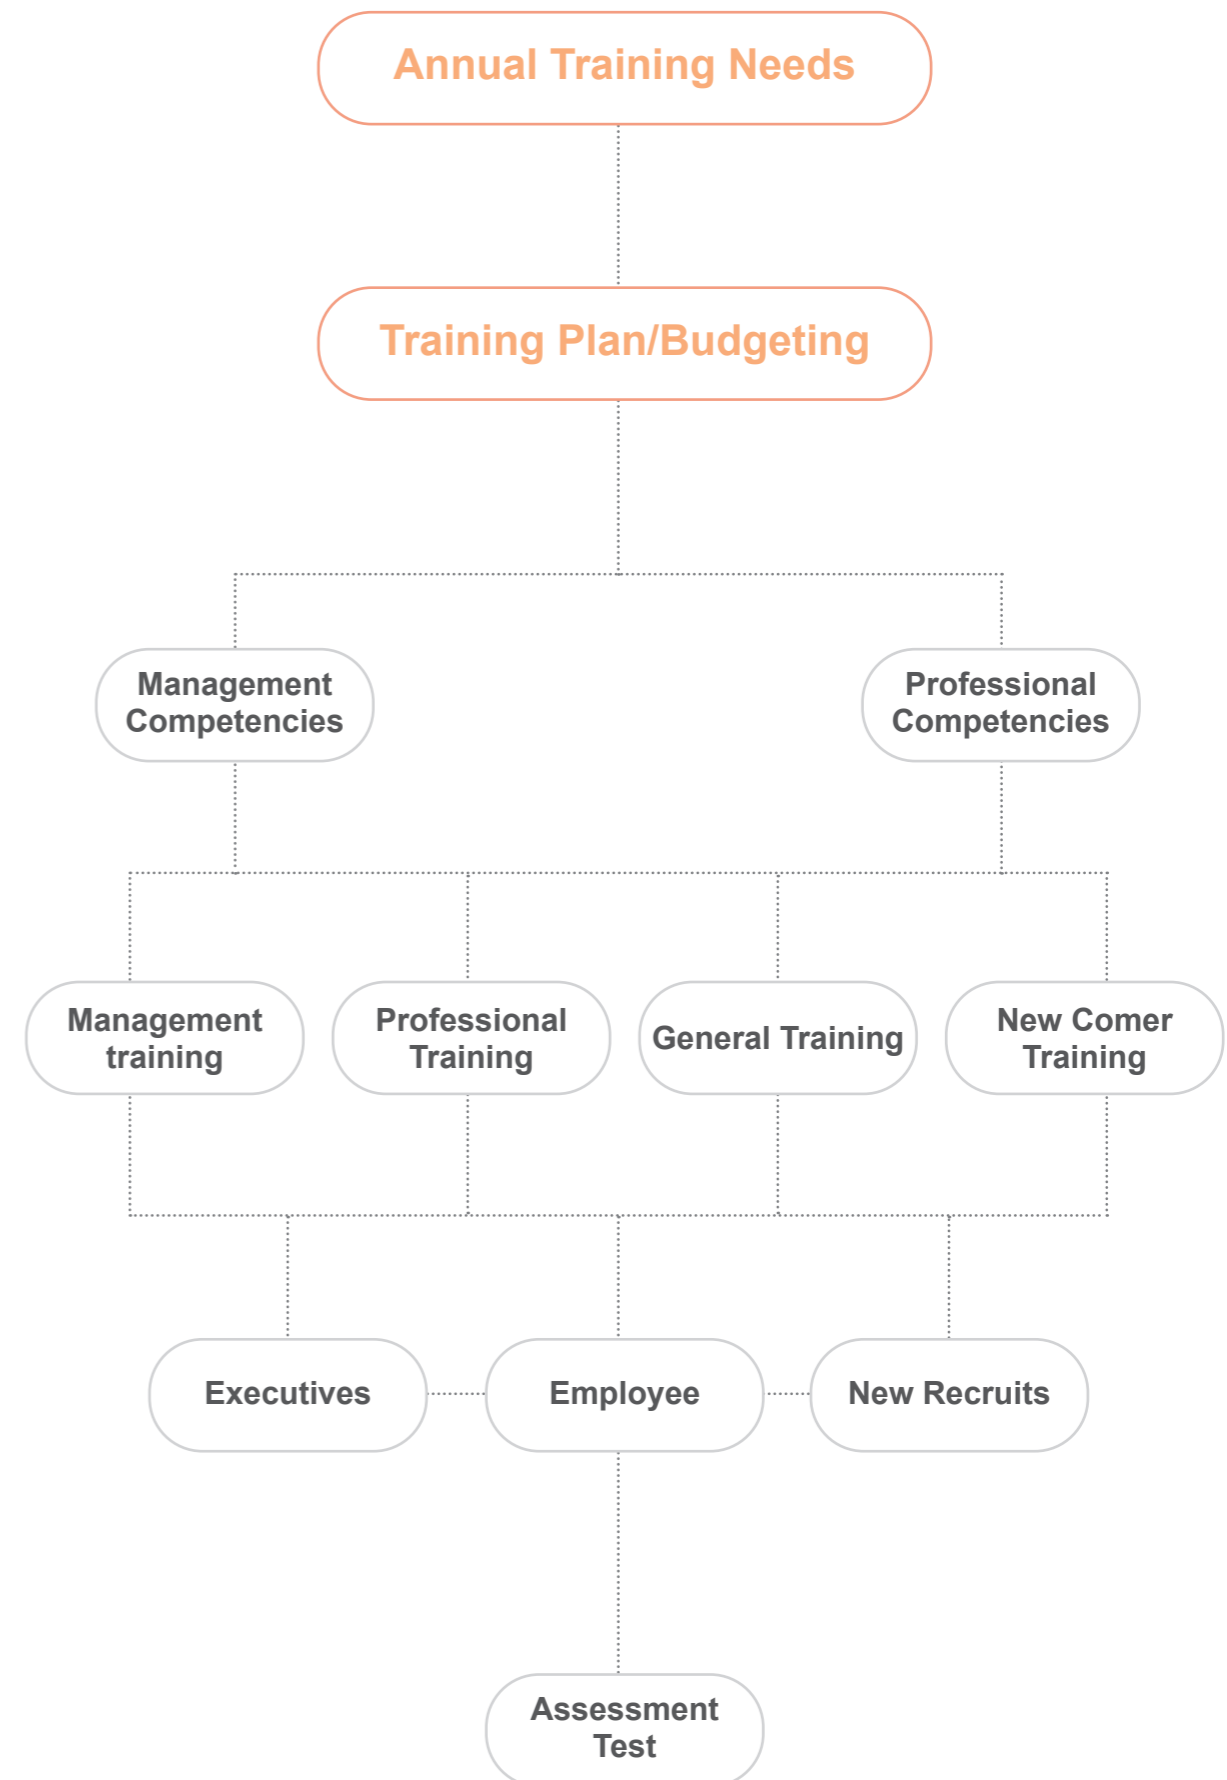 Annual Training Needs
Training Plan/Budgeting
Management
Competencies
Professional
Competencies
Management
training
Professional
Training
General Training
New Comer
Training
Executives
Employee
New Recruits
Assessment
Test